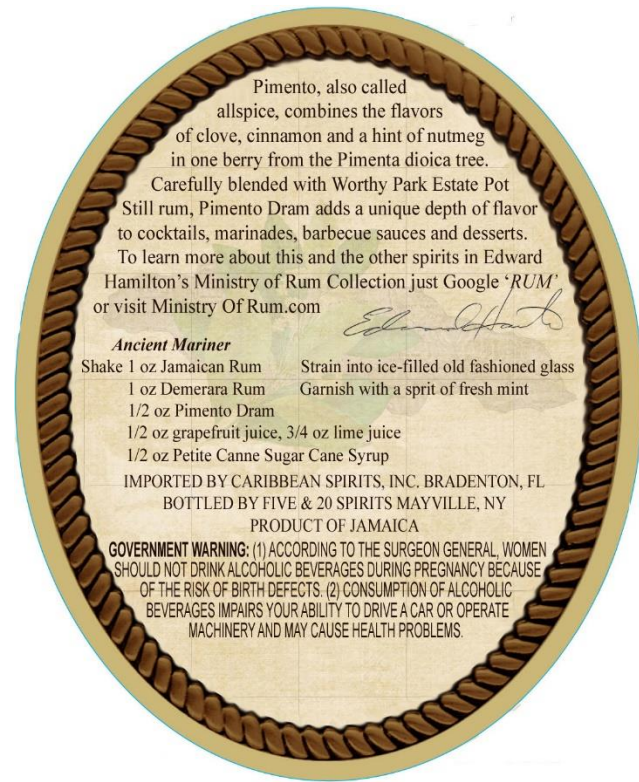 Pimento, also called
allspice, combines the flavors
of clove, cinnamon and a hint of nutmeg
in one berry from the Pimenta dioica tree.
Carefully blended with Worthy Park Estate Pot
Still rum, Pimento Dram adds a unique depth of flavor
to cocktails, marinades, barbecue sauces and desserts.
To learn more about this and the other spirits in Edward
Hamilton's Ministry of Rum Collection just Google ‘RUM’
or visit Ministry Of Rum.com
Ancient Mariner
Shake 1 oz Jamaican Rum Strain into ice-filled old fashioned glass
1 oz Demerara Rum Garnish with a sprit of fresh mint
1/2 oz Pimento Dram
1/2 oz grapefruit juice, 3/4 oz lime juice
1/2 oz Petite Canne Sugar Cane Syrup
IMPORTED BY CARIBBEAN SPIRITS, INC. BRADENTON, FL
BOTTLED BY FIVE & 20 SPIRITS MAYVILLE, NY
PRODUCT OF JAMAICA
GOVERNMENT WARNING: (1) ACCORDING TO THE SURGEON GENERAL, WOMEN
SHOULD NOT DRINK ALCOHOLIC BEVERAGES DURING PREGNANCY BECAUSE
OF THE RISK OF BIRTH DEFECTS. (2) CONSUMPTION OF ALCOHOLIC
BEVERAGES IMPAIRS YOUR ABILITY TO DRIVE A CAR OR OPERATE
MACHINERY AND MAY CAUSE HEALTH PROBLEMS.